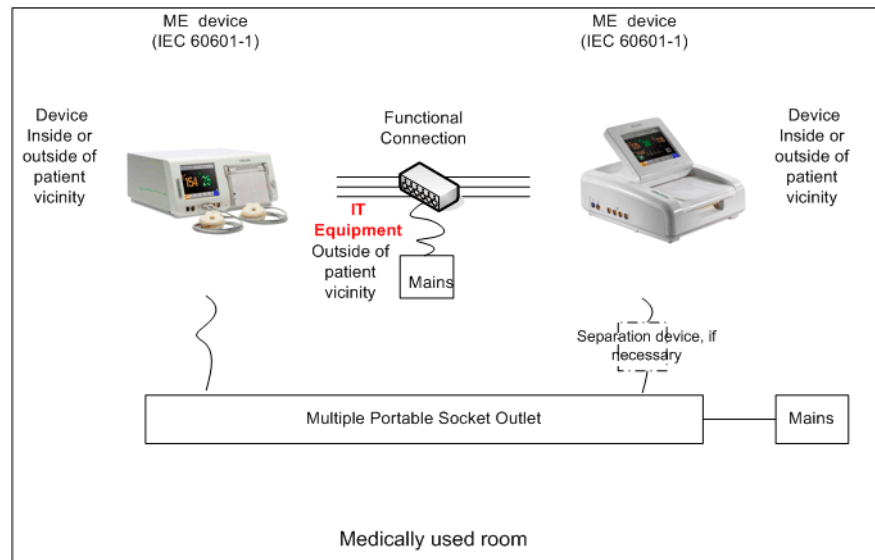 ME device
(IEC 60601-1)
ME device
(IEC 60601-1)
Device
Inside or
outside of
patient
vicinity
Functional
Connection
Device
Inside or
outside of
patient
vicinity
IT
Equipment
Outside of
patient
vicinity
Mains
Separation device, if
necessary
Multiple Portable Socket Outlet
Mains
Medically used room